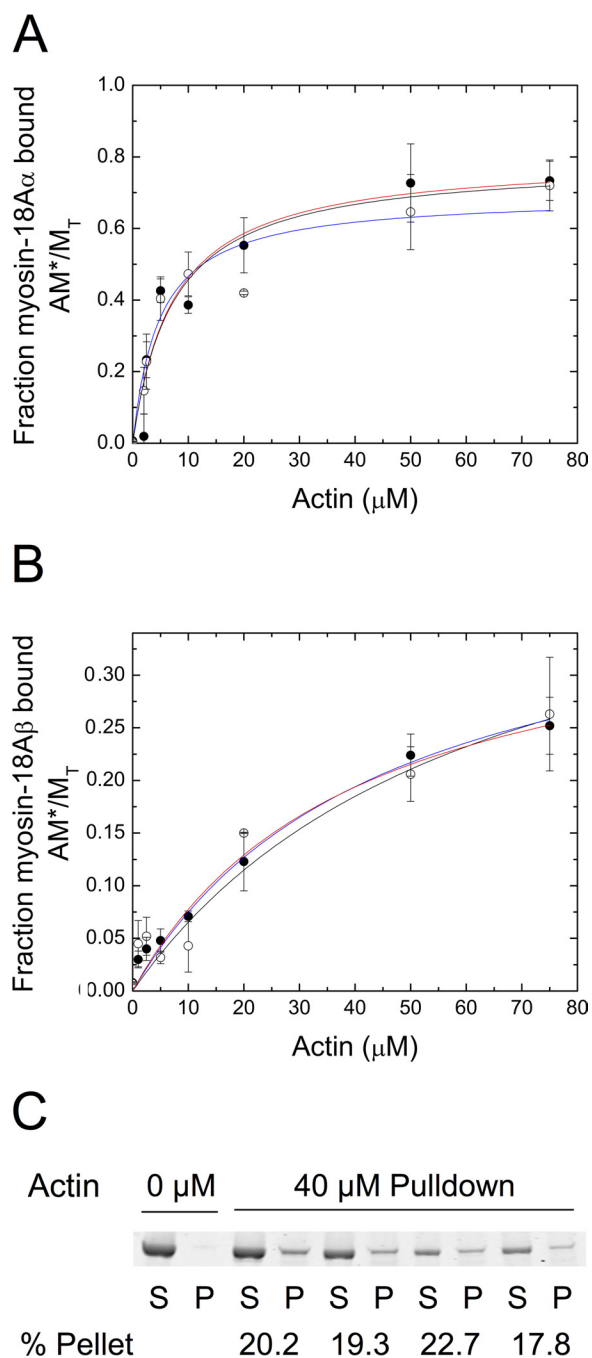 A
Fraction myosin-18Aα bound
AM*/M_T
1.0
0.8
0.6
0.4
0.2
0.0
0 10 20 30 40 50 60 70 80
Actin (μM)
B
Fraction myosin-18Aβ bound
AM*/M_T
0.30
0.25
0.20
0.15
0.10
0.05
0.00
0 10 20 30 40 50 60 70 80
Actin (μM)
C
Actin 0 μM 40 μM Pulldown
S P S P S P S P S P
% Pellet 20.2 19.3 22.7 17.8